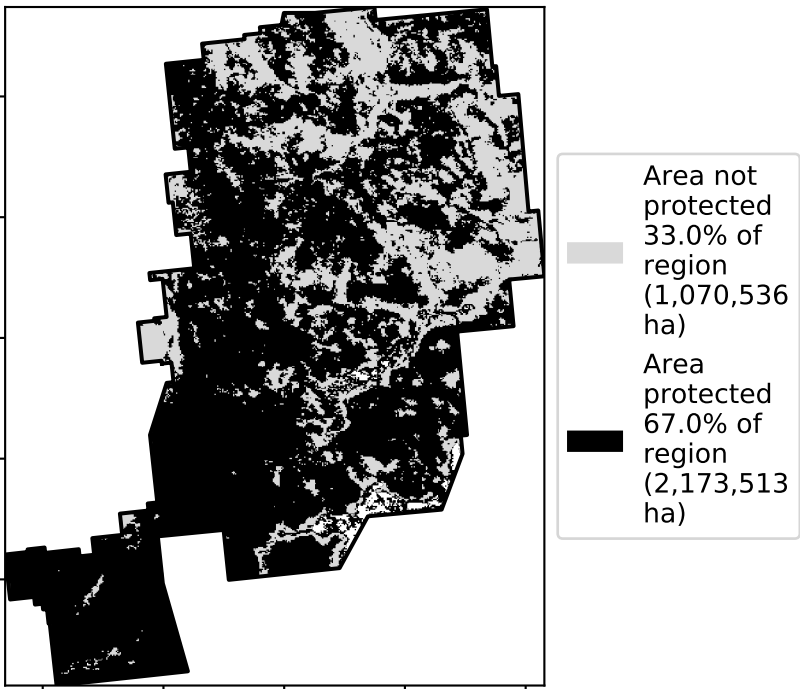 Area not
protected
33.0% of
region
(1,070,536
ha)
Area
protected
67.0% of
region
(2,173,513
ha)